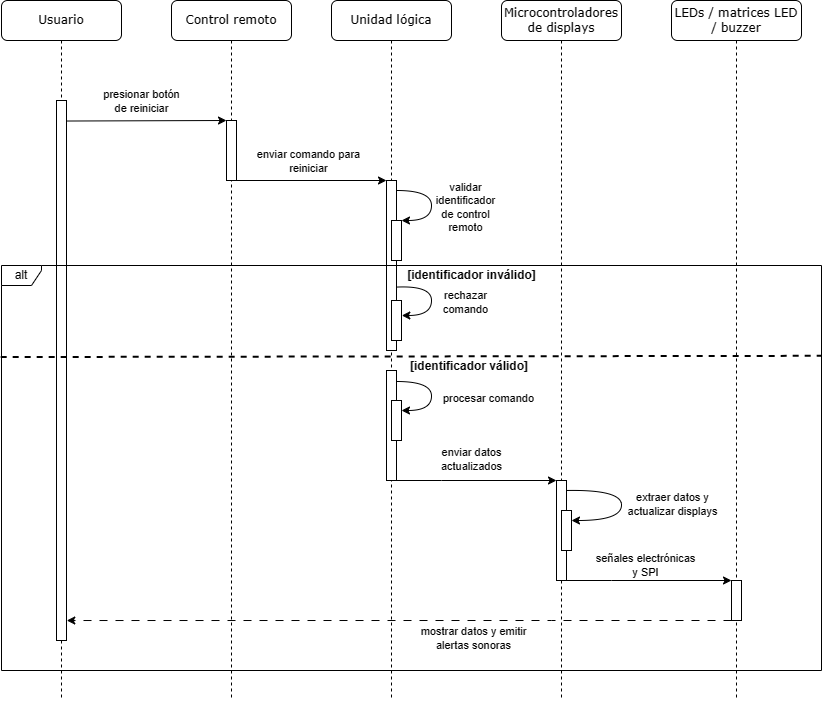 Usuario
Control remoto
Unidad lógica
Microcontroladores
de displays
LEDs / matrices LED
/ buzzer
presionar botón
de reiniciar
enviar comando para
reiniciar
validar
identificador
de control
remoto
alt
[identificador inválido]
rechazar
comando
[identificador válido]
procesar comando
enviar datos
actualizados
extraer datos y
actualizar displays
señales electrónicas
y SPI
mostrar datos y emitir
alertas sonoras